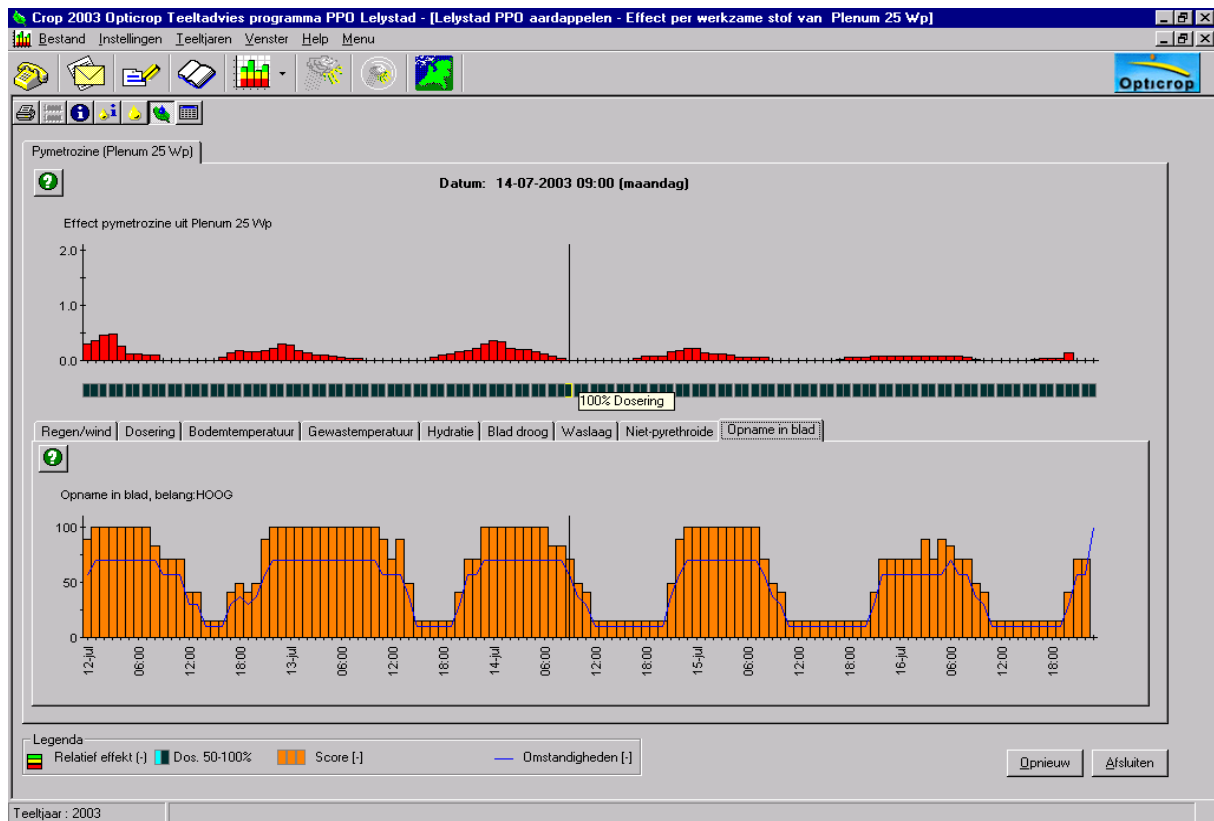 Crop 2003 Opticrop Teeltadvies programma PPO Lelystad - [Lelystad PPO aardappelen - Effect per werkzame stof van Plenum 25 Wp]
Bestand Instellingen Teeltjaren Venster Help Menu
Opticrop
Pymetrozine (Plenum 25 Wp)
Datum: 14-07-2003 09:00 (maandag)
Effect pymetrozine uit Plenum 25 Wp
2.0
1.0
0.0
100% Dosering
Regen/wind Dosering Bodemtemperatuur Gewastemperatuur Hydratie Blad droog Waslaag Niet-pyrethroide Opname in blad
Opname in blad, belang:HOOG
100
50
0
12-jul 06:00 12:00 18:00 13-jul 06:00 12:00 18:00 14-jul 06:00 12:00 18:00 15-jul 06:00 12:00 18:00 16-jul 06:00 12:00 18:00
Legenda
Relatief effekt (-) Dos. 50-100% Score [-] Omstandigheden [-]
Opnieuw Afsluiten
Teeltjaar : 2003